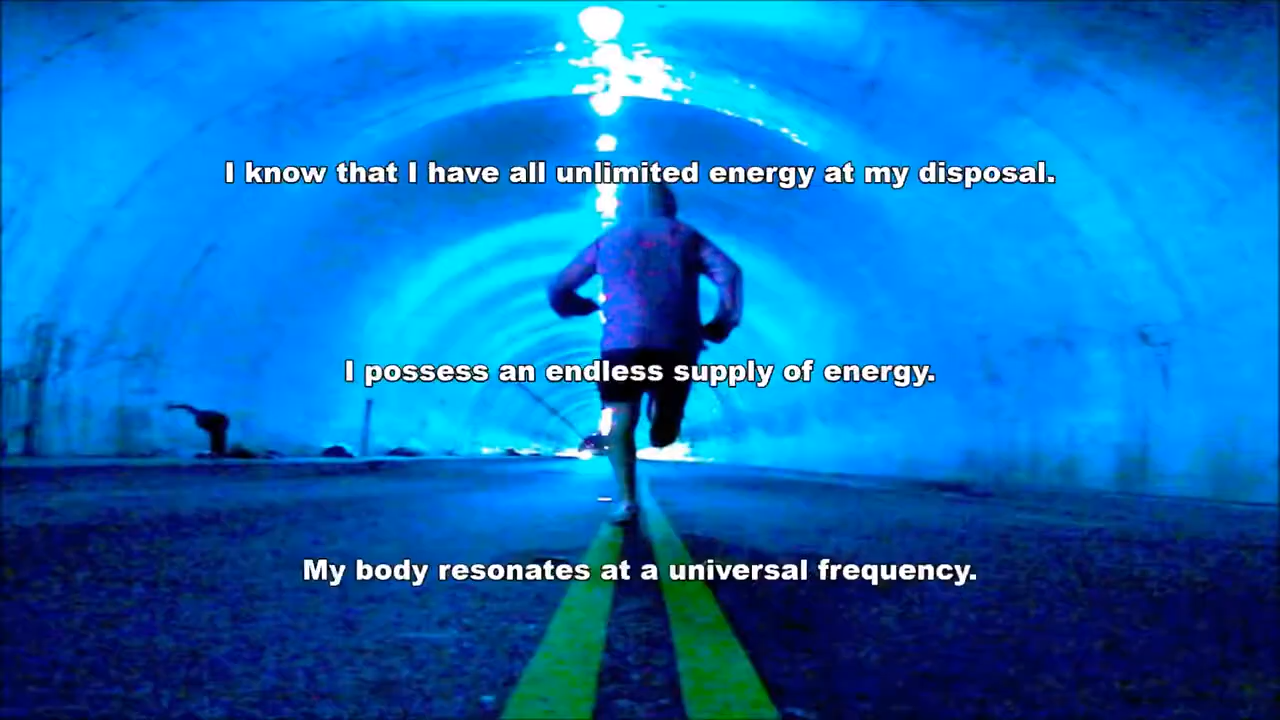 I know that I have all unlimited energy at my disposal.
I possess an endless supply of energy.
My body resonates at a universal frequency.